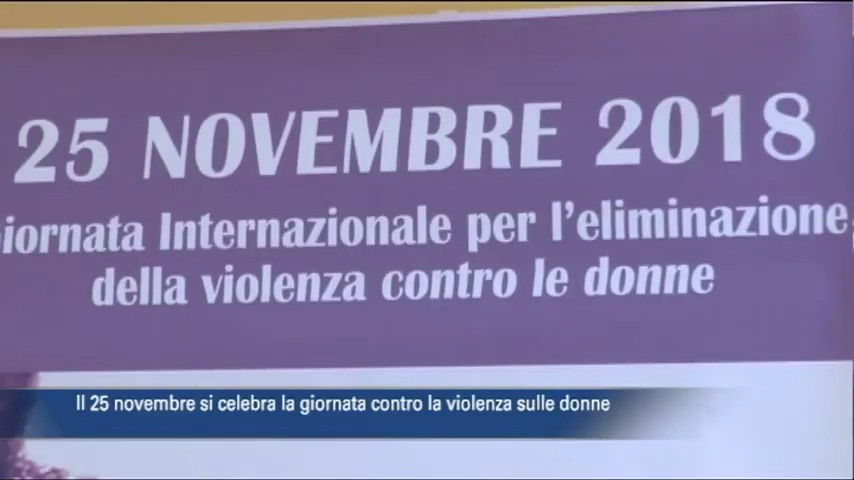 25 NOVEMBRE 2018
iornata Internazionale per l'eliminazione
della violenza contro le donne
Il 25 novembre si celebra la giornata contro la violenza sulle donne